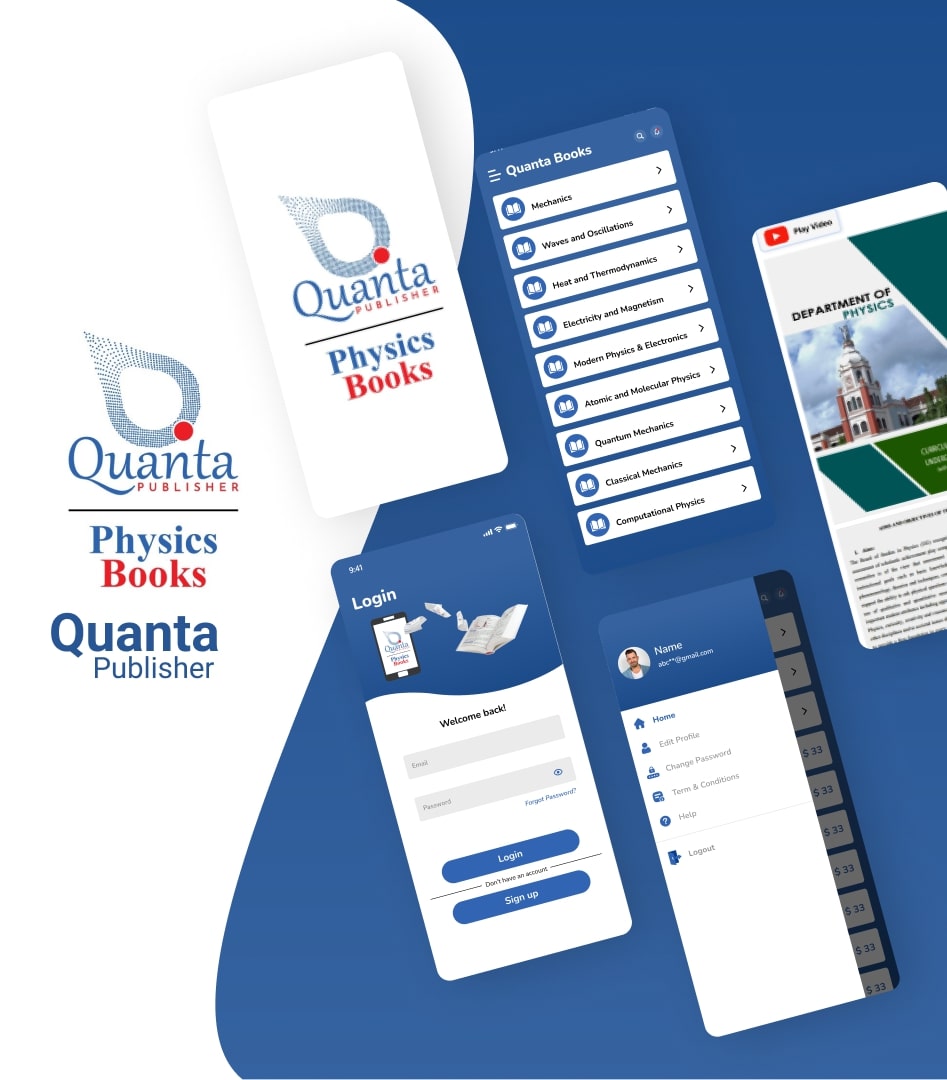 Quanta
PUBLISHER
Physics
Books
Quanta
Publisher
Quanta
PUBLISHER
Physics
Books
Quanta Books
Mechanics
Waves and Oscillations
Heat and Thermodynamics
Electricity and Magnetism
Modern Physics & Electronics
Atomic and Molecular Physics
Quantum Mechanics
Classical Mechanics
Computational Physics
Play Video
DEPARTMENT OF
PHYSICS
9:41
Login
Quanta
Physics
Books
Welcome back!
Email
Password
Forgot Password?
Login
Don't have an account
Sign up
Name
abc**@gmail.com
Home
Edit Profile
Change Password
Term & Conditions
Help
Logout
$ 33
$ 33
$ 33
$ 33
$ 33
$ 33
$ 33